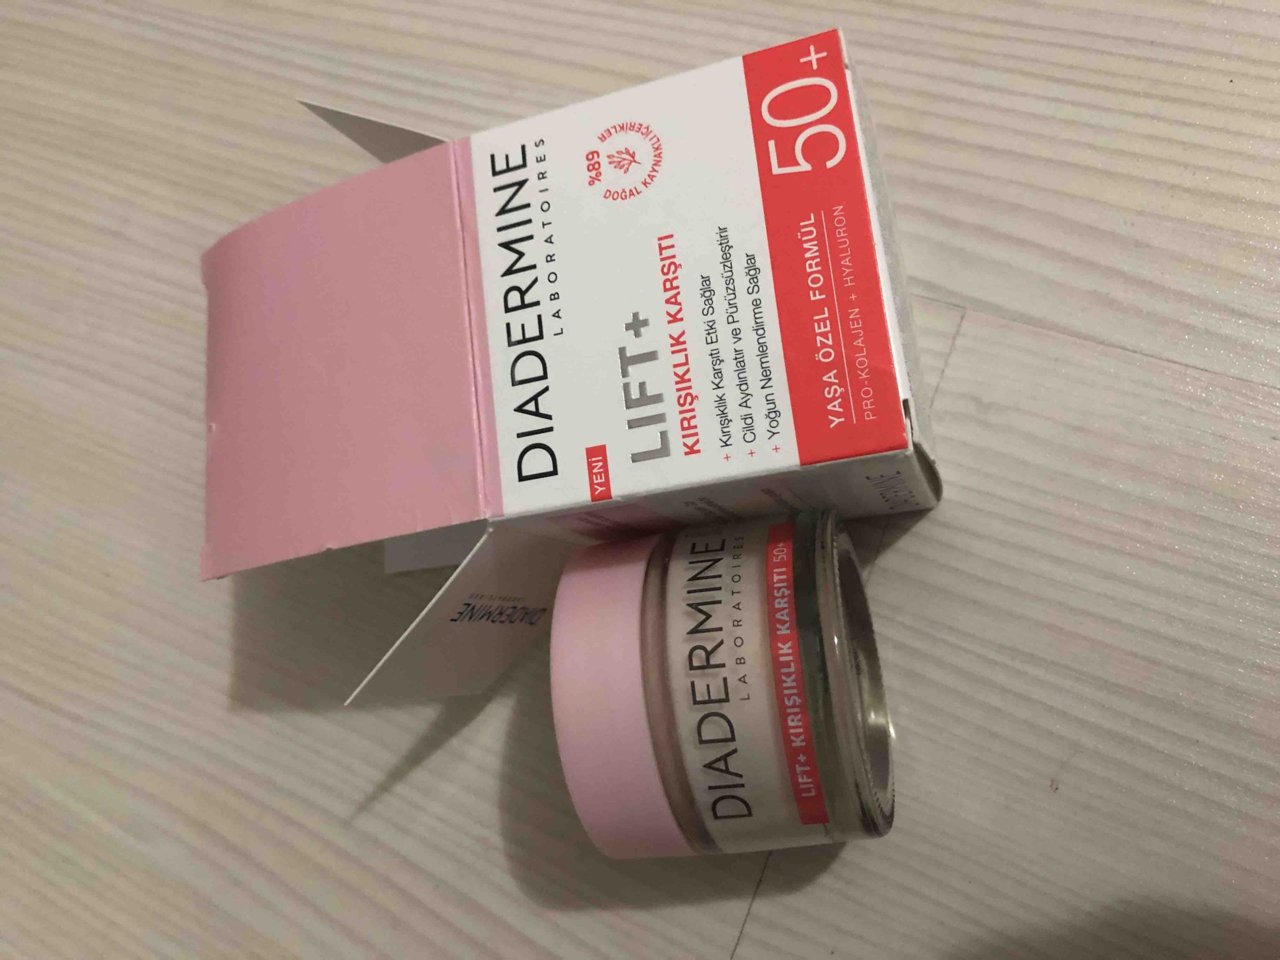 DIADERMINE
LABORATOIRES
%89
DOĞAL KAYNAKLI İÇERİKLER
YENİ
LIFT+
KIRIŞIKLIK KARŞITI
+ Kırışıklık Karşıtı Etki Sağlar
+ Cildi Aydınlatır ve Pürüzsüzleştirir
+ Yoğun Nemlendirme Sağlar
YAŞA ÖZEL FORMÜL 50+
PRO-KOLAJEN + HYALURON
DIADERMINE
DIADERMINE
LABORATOIRES
LIFT+ KIRIŞIKLIK KARŞITI 50+